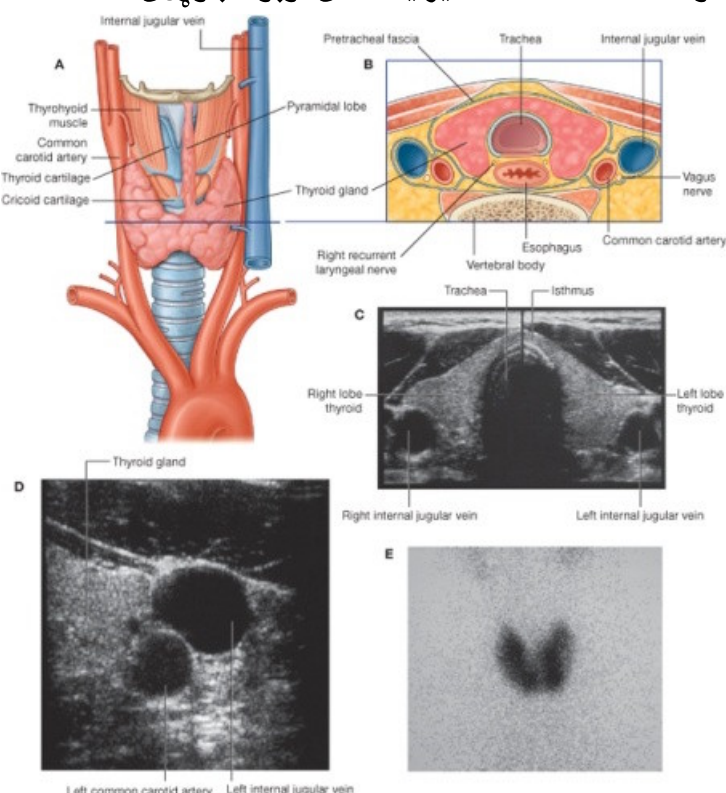 Internal jugular vein
A
Thyrohyoid
muscle
Common
carotid artery
Thyroid cartilage
Cricoid cartilage
Pyramidal lobe
Thyroid gland
B
Pretracheal fascia
Trachea
Internal jugular vein
Vagus
nerve
Common carotid artery
Esophagus
Vertebral body
Right recurrent
laryngeal nerve
C
Trachea
Isthmus
Right lobe
thyroid
Left lobe
thyroid
Right internal jugular vein
Left internal jugular vein
D
Thyroid gland
Left common carotid artery
Left internal jugular vein
E